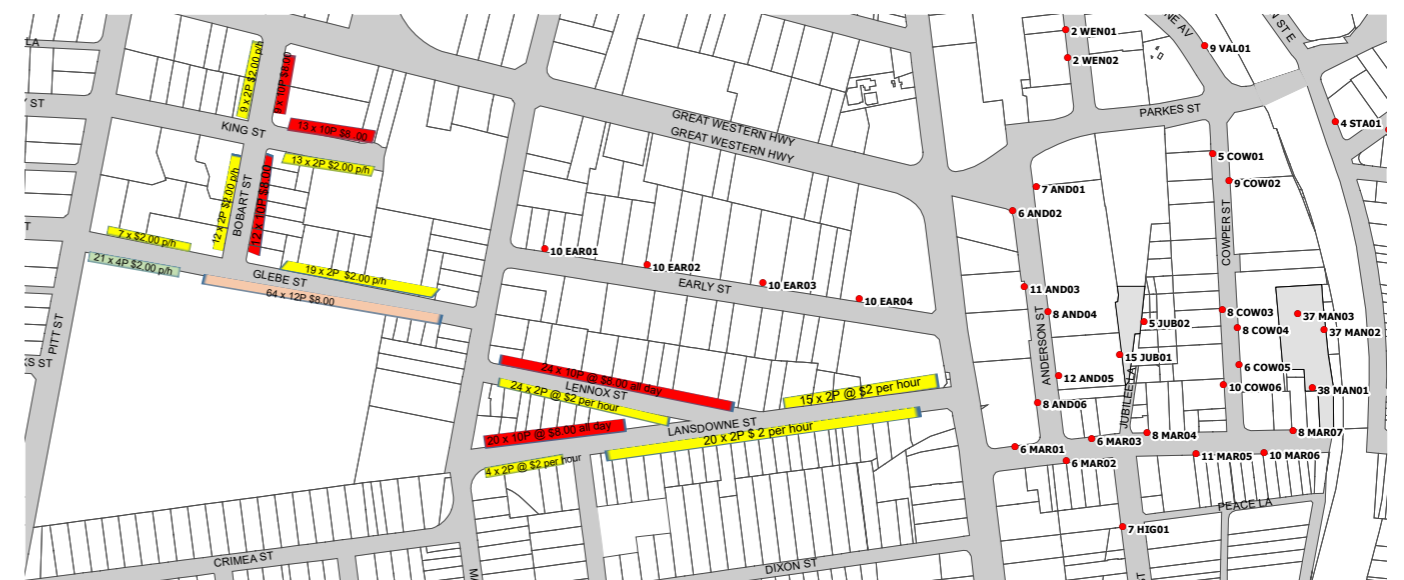 LA
2 WEN01
NE AV
N ST E
9 VAL01
9 x 2P $2.00 p/h
9 x 10P $8.00
2 WEN02
ST
KING ST
13 x 10P $8 .00
GREAT WESTERN HWY
GREAT WESTERN HWY
PARKES ST
4 STA01
13 x 2P $2.00 p/h
5 COW01
12 x 2P $2.00 p/h
BOBART ST
12 x 10P $8.00
7 AND01
9 COW02
6 AND02
T
7 x $2.00 p/h
10 EAR01
COWPER ST
21 x 4P $2.00 p/h
GLEBE ST
19 x 2P $2.00 p/h
10 EAR02
64 x 12P $8.00
EARLY ST
10 EAR03
11 AND03
10 EAR04
8 AND04
8 COW03
37 MAN03
5 JUB02
8 COW04
37 MAN02
PITT ST
KS ST
ANDERSON ST
15 JUB01
24 x 10P @ $8.00 all day
6 COW05
12 AND05
24 x 2P @ $2 per hour
LENNOX ST
15 x 2P @ $2 per hour
10 COW06
38 MAN01
JUBILEE LA
8 AND06
20 x 10P @ $8.00 all day
LANSDOWNE ST
20 x 2P $ 2 per hour
6 MAR03
8 MAR04
8 MAR07
6 MAR01
4 x 2P @ $2 per hour
6 MAR02
11 MAR05
10 MAR06
PEACE LA
7 HIG01
CRIMEA ST
DIXON ST
M
ST